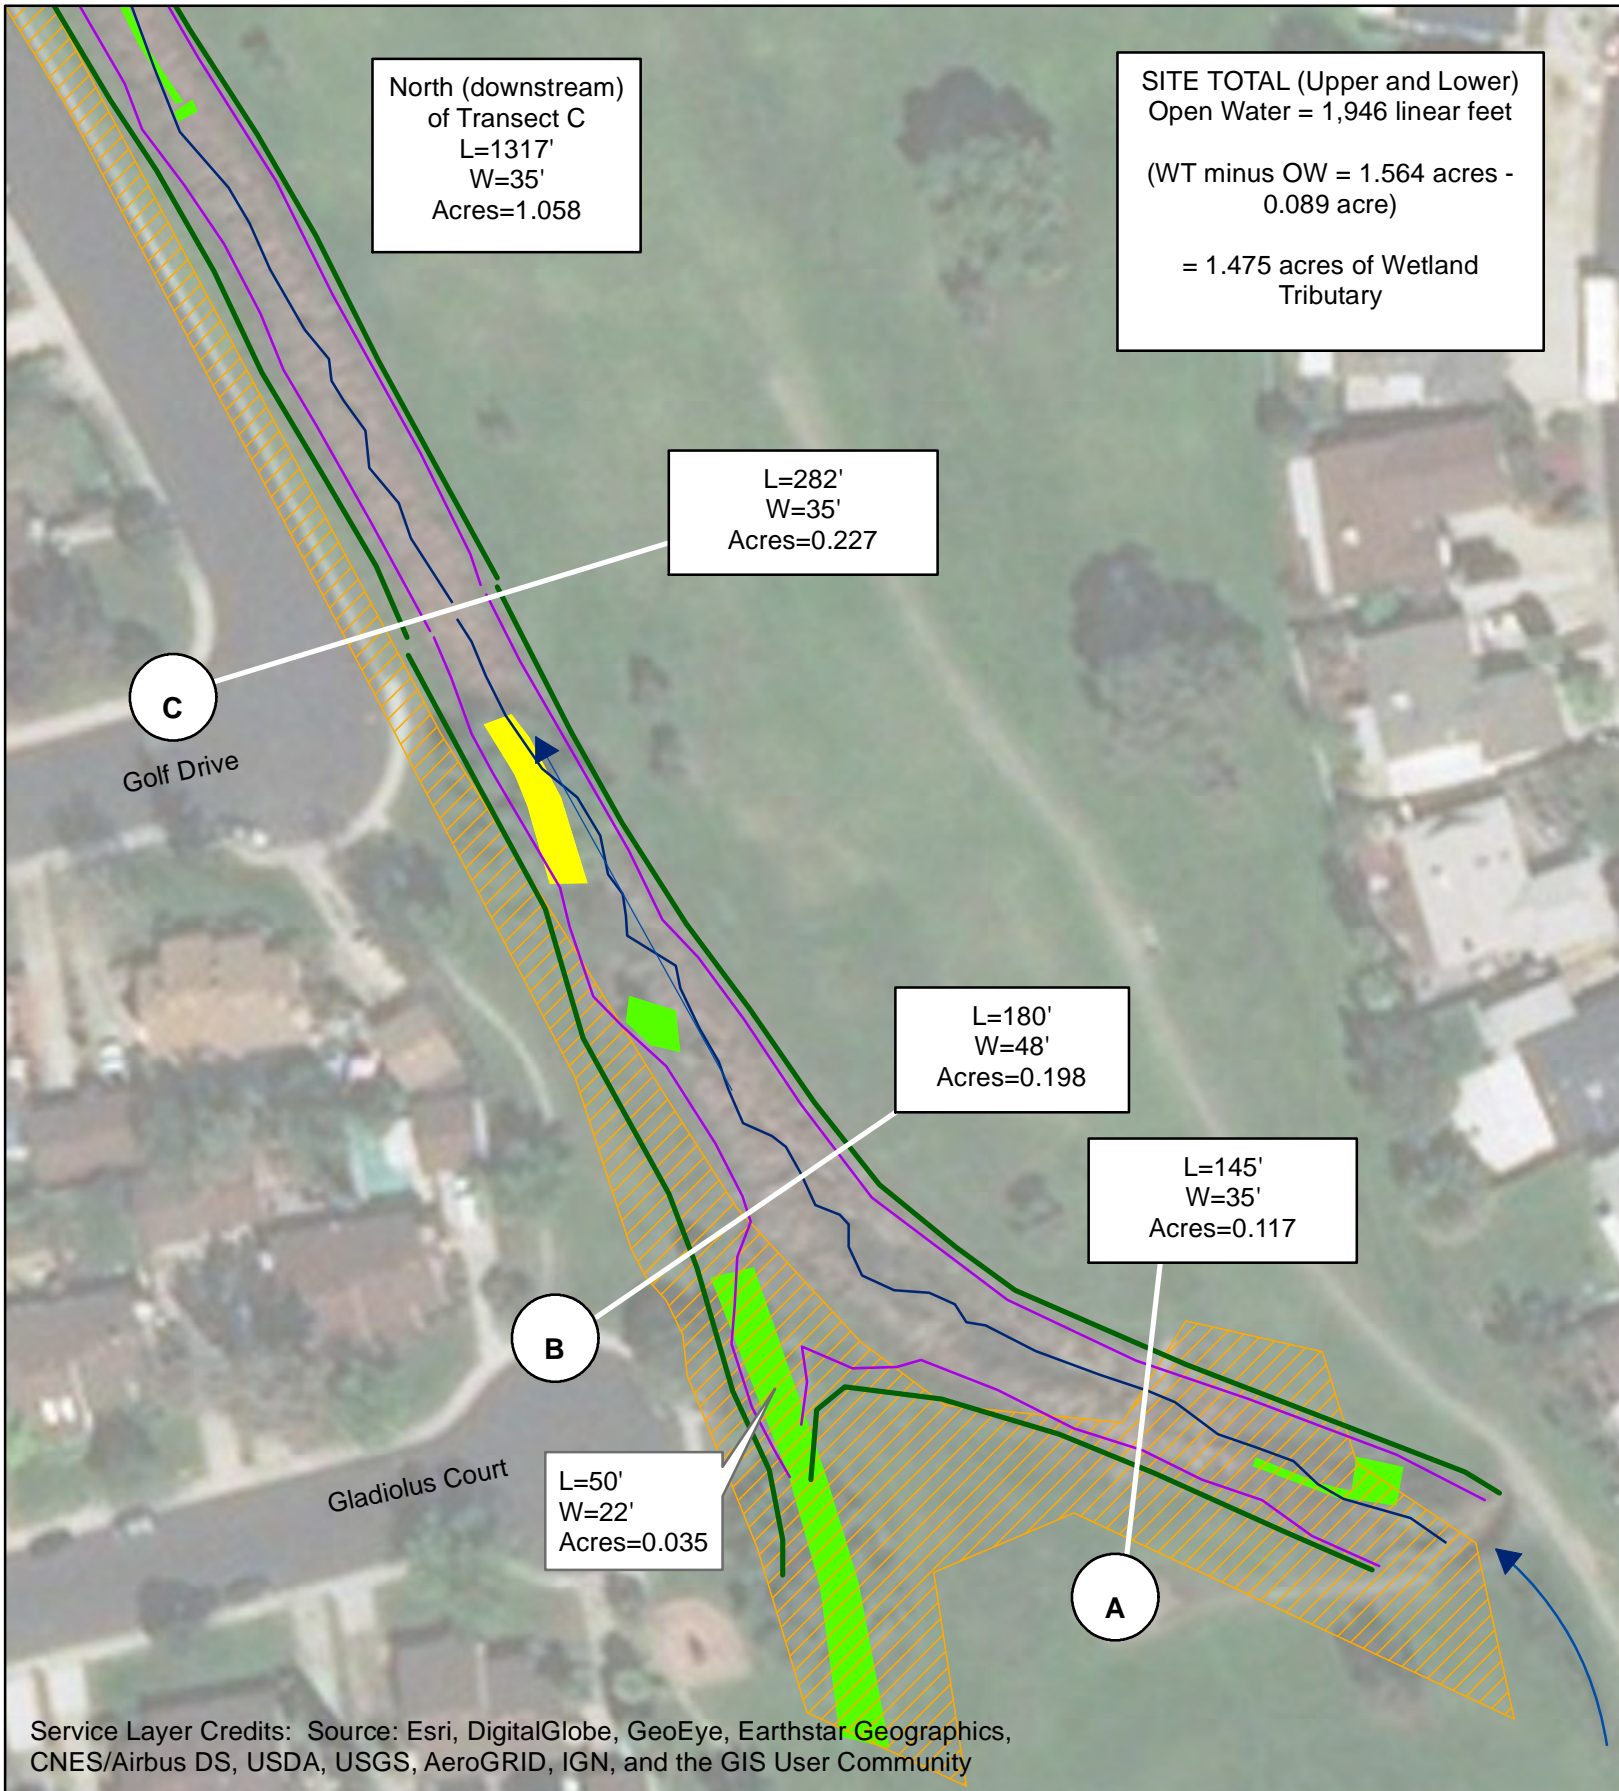 North (downstream)
of Transect C
L=1317'
W=35'
Acres=1.058
SITE TOTAL (Upper and Lower)
Open Water = 1,946 linear feet
(WT minus OW = 1.564 acres -
0.089 acre)
= 1.475 acres of Wetland
Tributary
L=282'
W=35'
Acres=0.227
C
Golf Drive
L=180'
W=48'
Acres=0.198
L=145'
W=35'
Acres=0.117
B
L=50'
W=22'
Acres=0.035
Gladiolus Court
A
Service Layer Credits: Source: Esri, DigitalGlobe, GeoEye, Earthstar Geographics,
CNES/Airbus DS, USDA, USGS, AeroGRID, IGN, and the GIS User Community